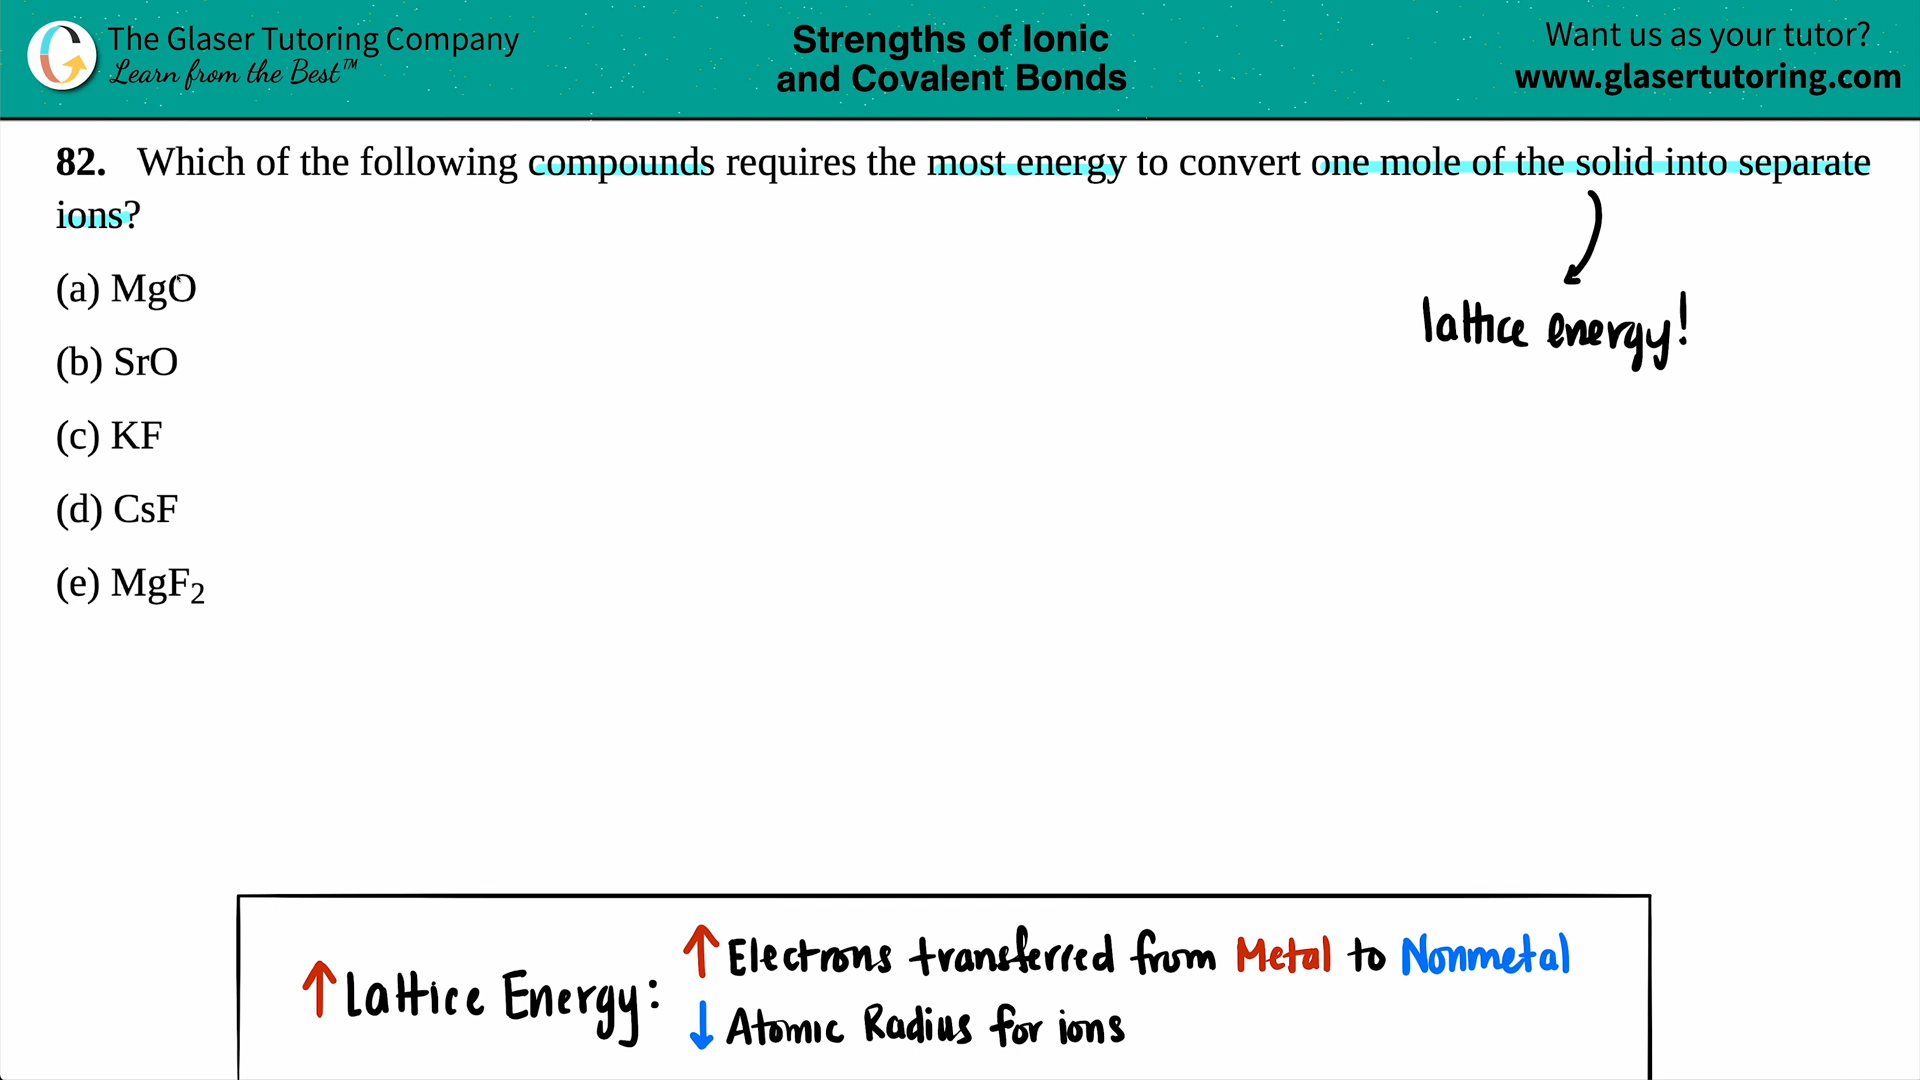 The Glaser Tutoring Company
Learn from the Best™
Strengths of Ionic
and Covalent Bonds
Want us as your tutor?
www.glasertutoring.com
82. Which of the following compounds requires the most energy to convert one mole of the solid into separate
ions?
lattice energy!
(a) MgO
(b) SrO
(c) KF
(d) CsF
(e) MgF₂
↑ Lattice Energy:
↑ Electrons transferred from Metal to Nonmetal
↓ Atomic Radius for ions